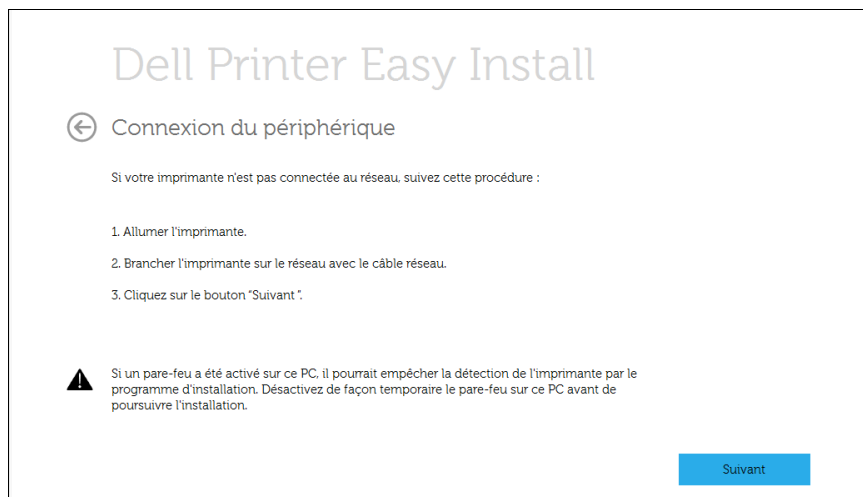 Dell Printer Easy Install
Connexion du périphérique
Si votre imprimante n'est pas connectée au réseau, suivez cette procédure :
1. Allumer l'imprimante.
2. Brancher l'imprimante sur le réseau avec le câble réseau.
3. Cliquez sur le bouton "Suivant ".
Si un pare-feu a été activé sur ce PC, il pourrait empêcher la détection de l'imprimante par le
programme d'installation. Désactivez de façon temporaire le pare-feu sur ce PC avant de
poursuivre l'installation.
Suivant